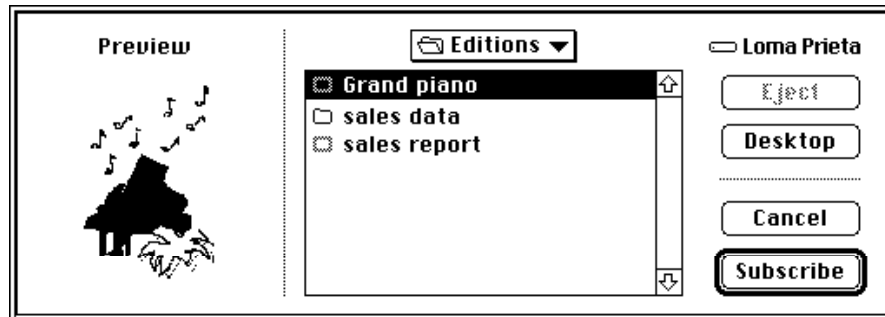 Preview
Editions
Loma Prieta
Grand piano
sales data
sales report
Eject
Desktop
Cancel
Subscribe